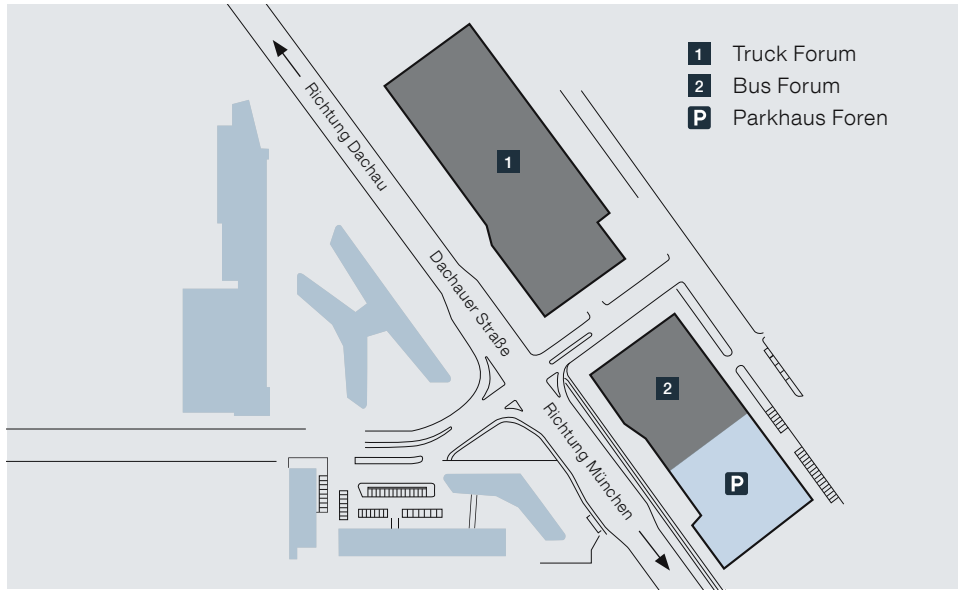 1 Truck Forum
2 Bus Forum
P Parkhaus Foren
Richtung Dachau
1
Dachauer Straße
2
Richtung München
P